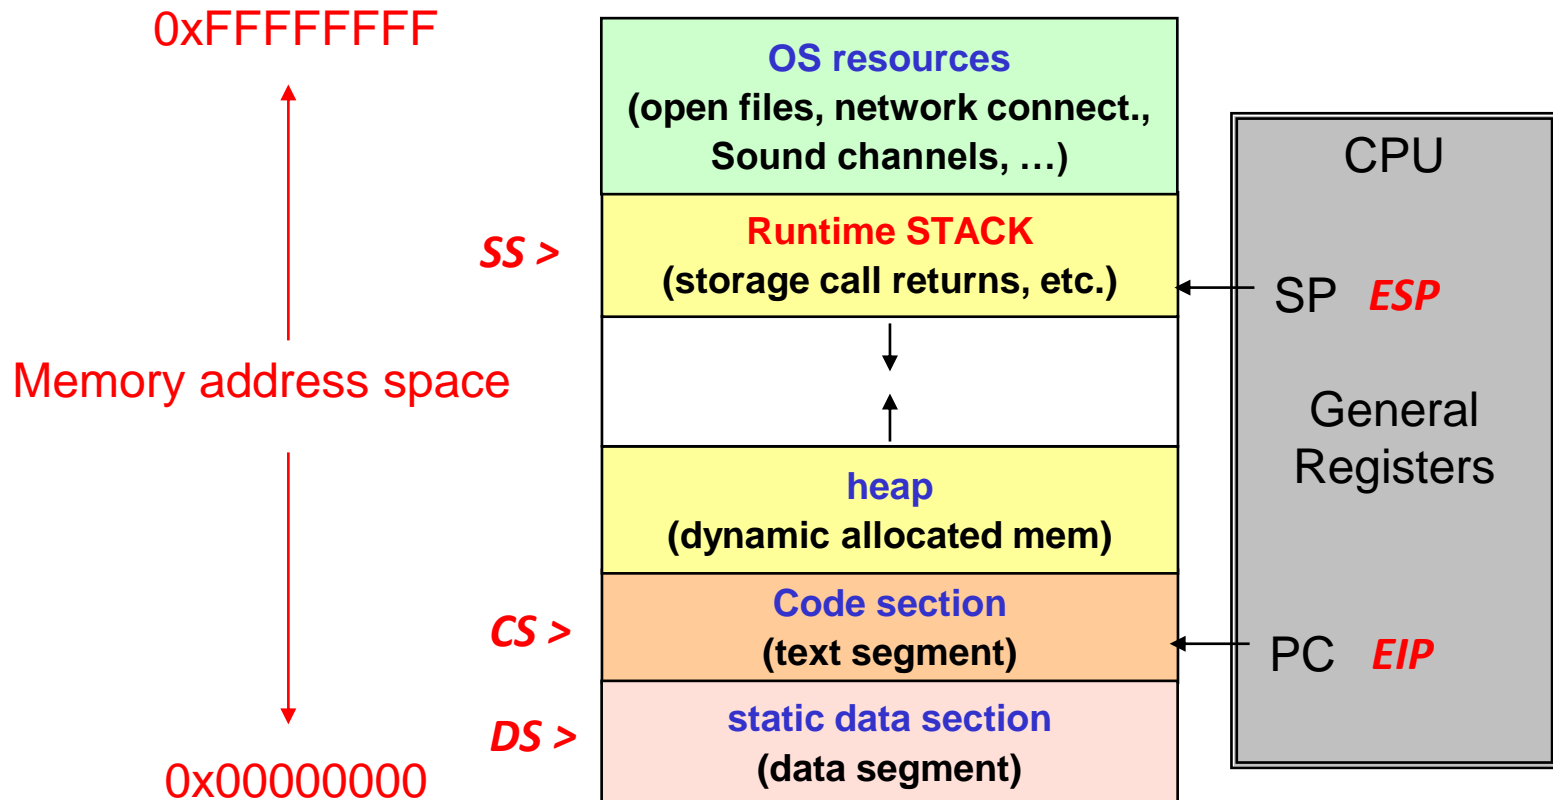 0xFFFFFFFF
Memory address space
0x00000000
SS >
CS >
DS >
OS resources
(open files, network connect.,
Sound channels, …)
Runtime STACK
(storage call returns, etc.)
heap
(dynamic allocated mem)
Code section
(text segment)
static data section
(data segment)
CPU
SP ESP
General
Registers
PC EIP